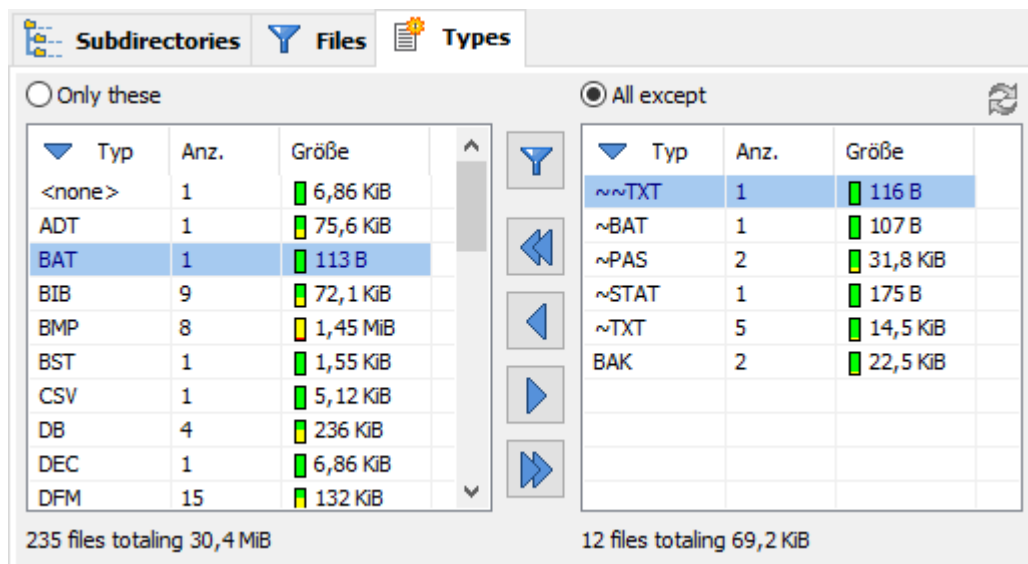 Subdirectories Files Types
Only these
All except
Typ Anz. Größe
<none> 1 6,86 KiB
ADT 1 75,6 KiB
BAT 1 113 B
BIB 9 72,1 KiB
BMP 8 1,45 MiB
BST 1 1,55 KiB
CSV 1 5,12 KiB
DB 4 236 KiB
DEC 1 6,86 KiB
DFM 15 132 KiB
235 files totaling 30,4 MiB
Typ Anz. Größe
~~TXT 1 116 B
~BAT 1 107 B
~PAS 2 31,8 KiB
~STAT 1 175 B
~TXT 5 14,5 KiB
BAK 2 22,5 KiB
12 files totaling 69,2 KiB